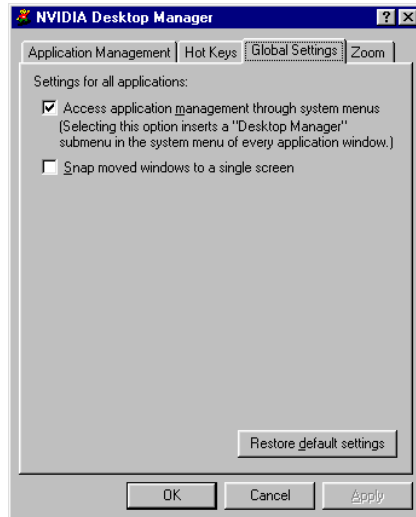 NVIDIA Desktop Manager
Application Management Hot Keys Global Settings Zoom
Settings for all applications:
Access application management through system menus
(Selecting this option inserts a "Desktop Manager"
submenu in the system menu of every application window.)
Snap moved windows to a single screen
Restore default settings
OK Cancel Apply